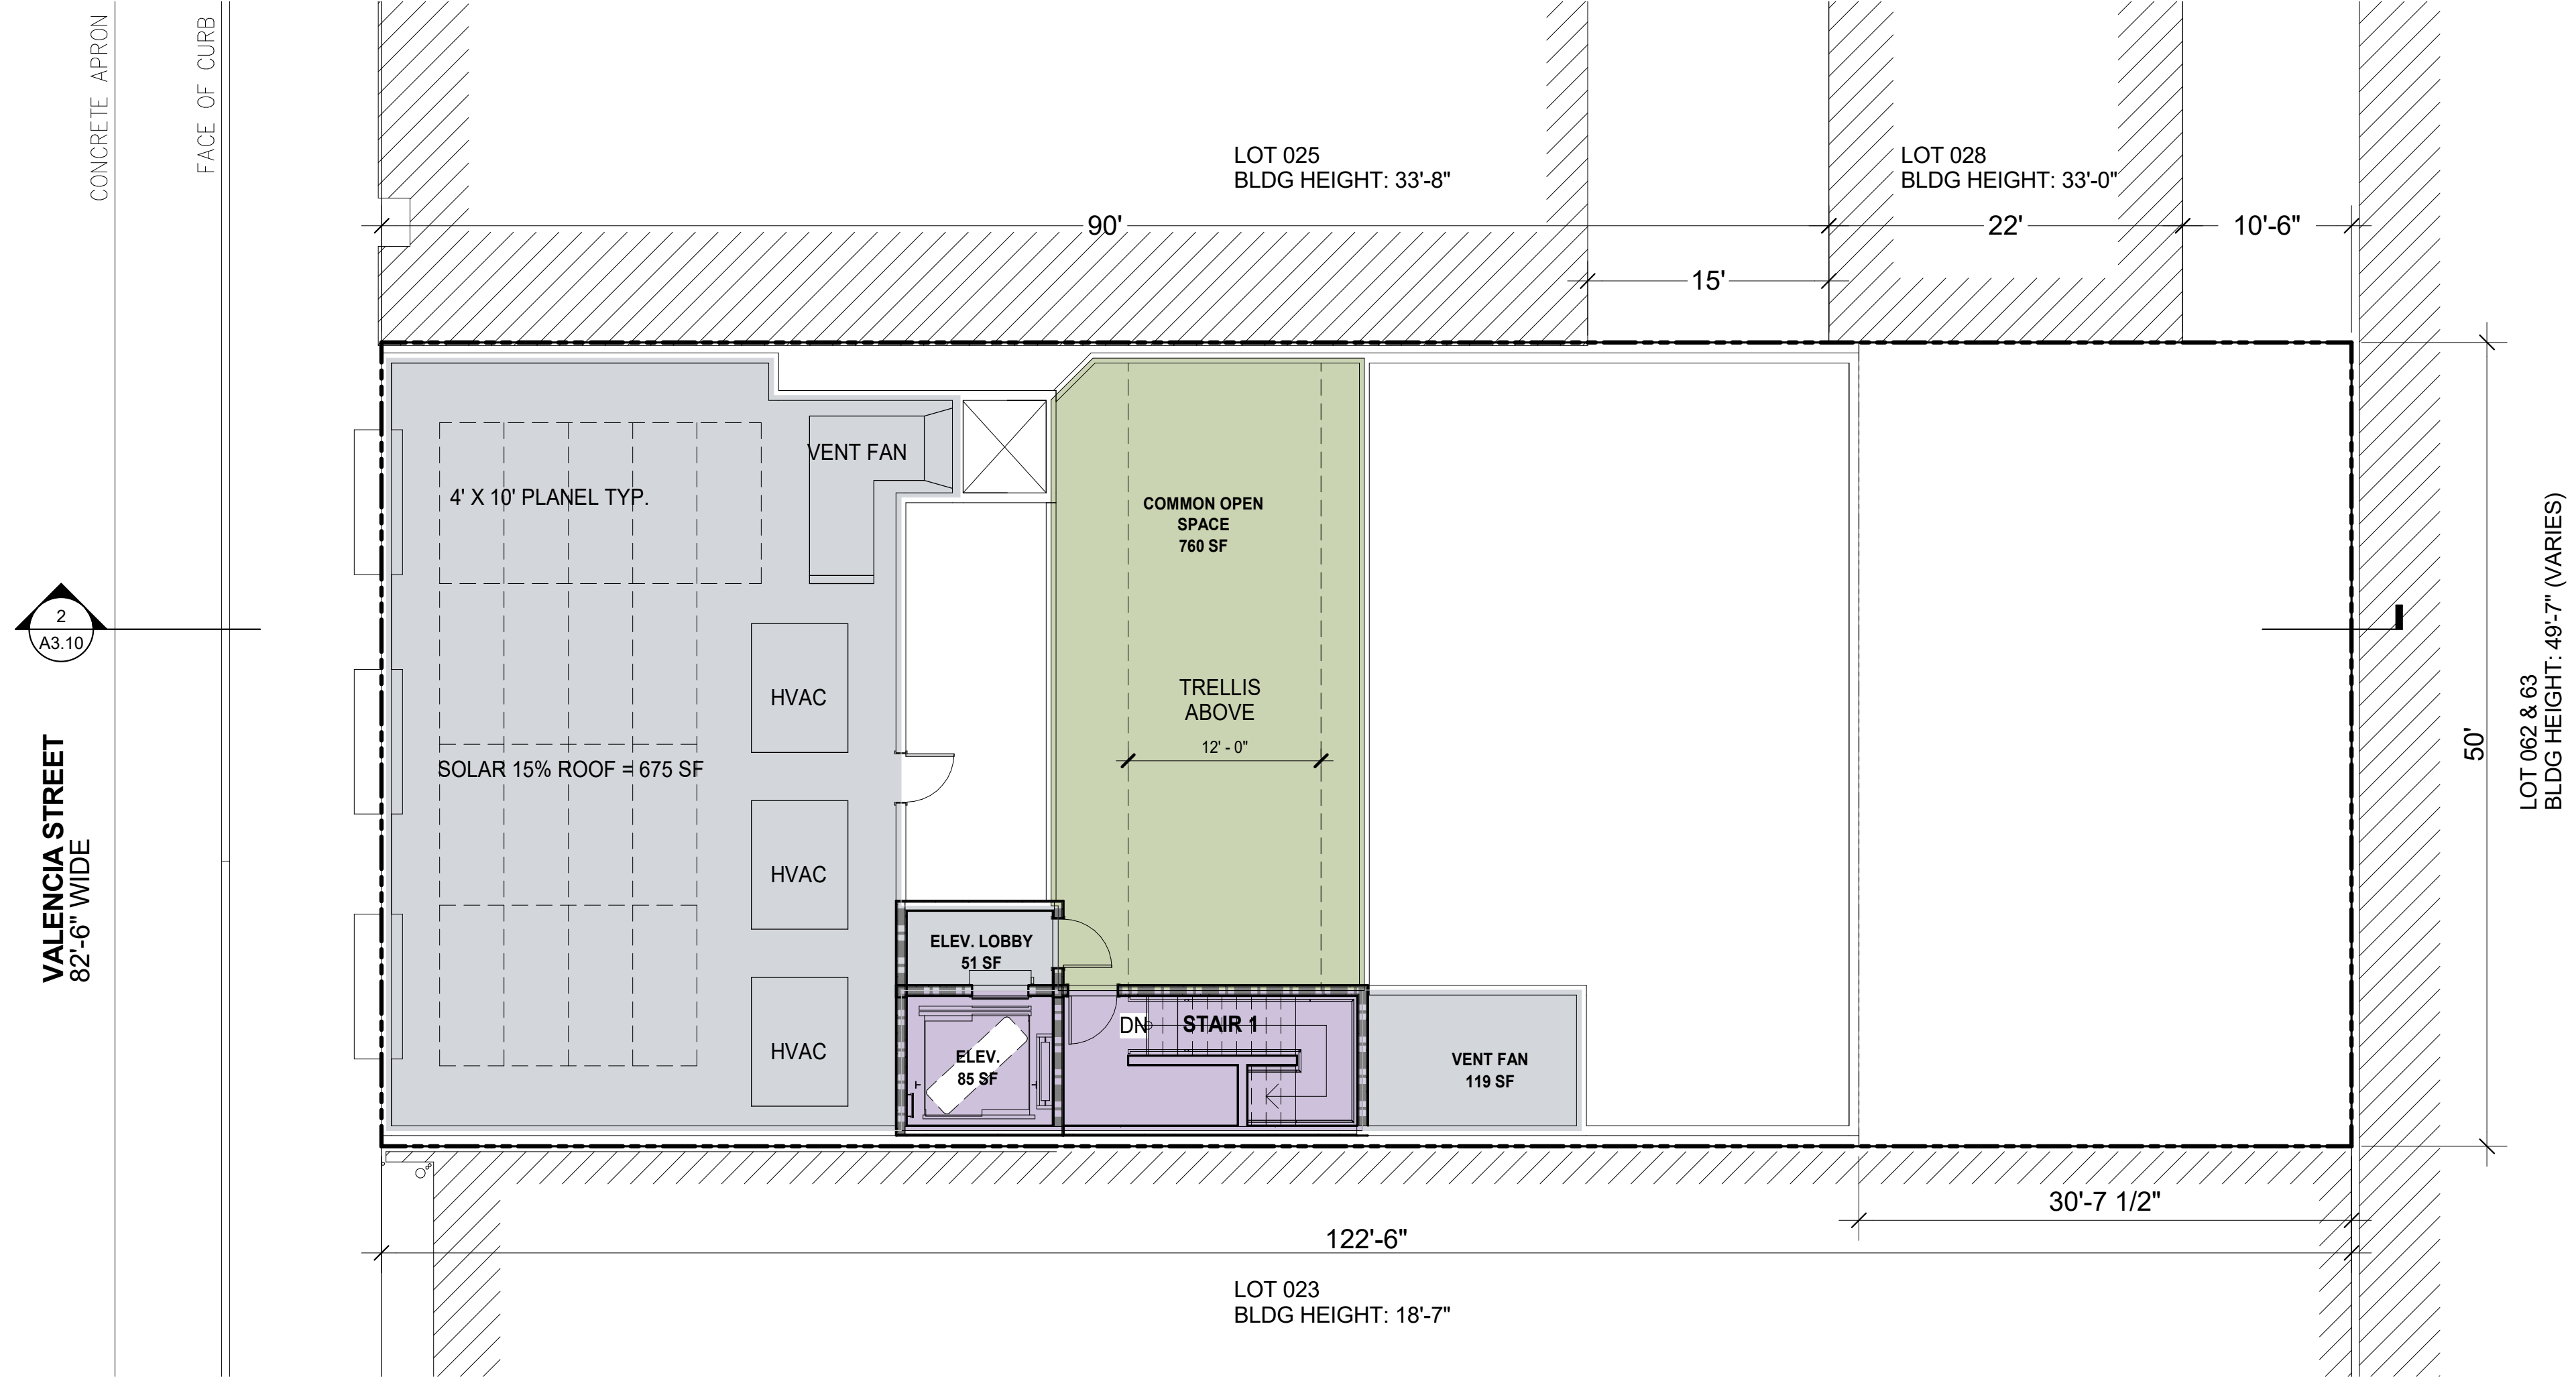 CONCRETE APRON
FACE OF CURB
LOT 025
BLDG HEIGHT: 33'-8"
LOT 028
BLDG HEIGHT: 33'-0"
90'
22'
10'-6"
15'
VENT FAN
4' X 10' PLANEL TYP.
COMMON OPEN
SPACE
760 SF
2
A3.10
HVAC
TRELLIS
ABOVE
12' - 0"
SOLAR 15% ROOF = 675 SF
VALENCIA STREET
82'-6" WIDE
50'
LOT 062 & 63
BLDG HEIGHT: 49'-7" (VARIES)
HVAC
ELEV. LOBBY
51 SF
HVAC
ELEV.
85 SF
DN
STAIR 1
VENT FAN
119 SF
30'-7 1/2"
122'-6"
LOT 023
BLDG HEIGHT: 18'-7"